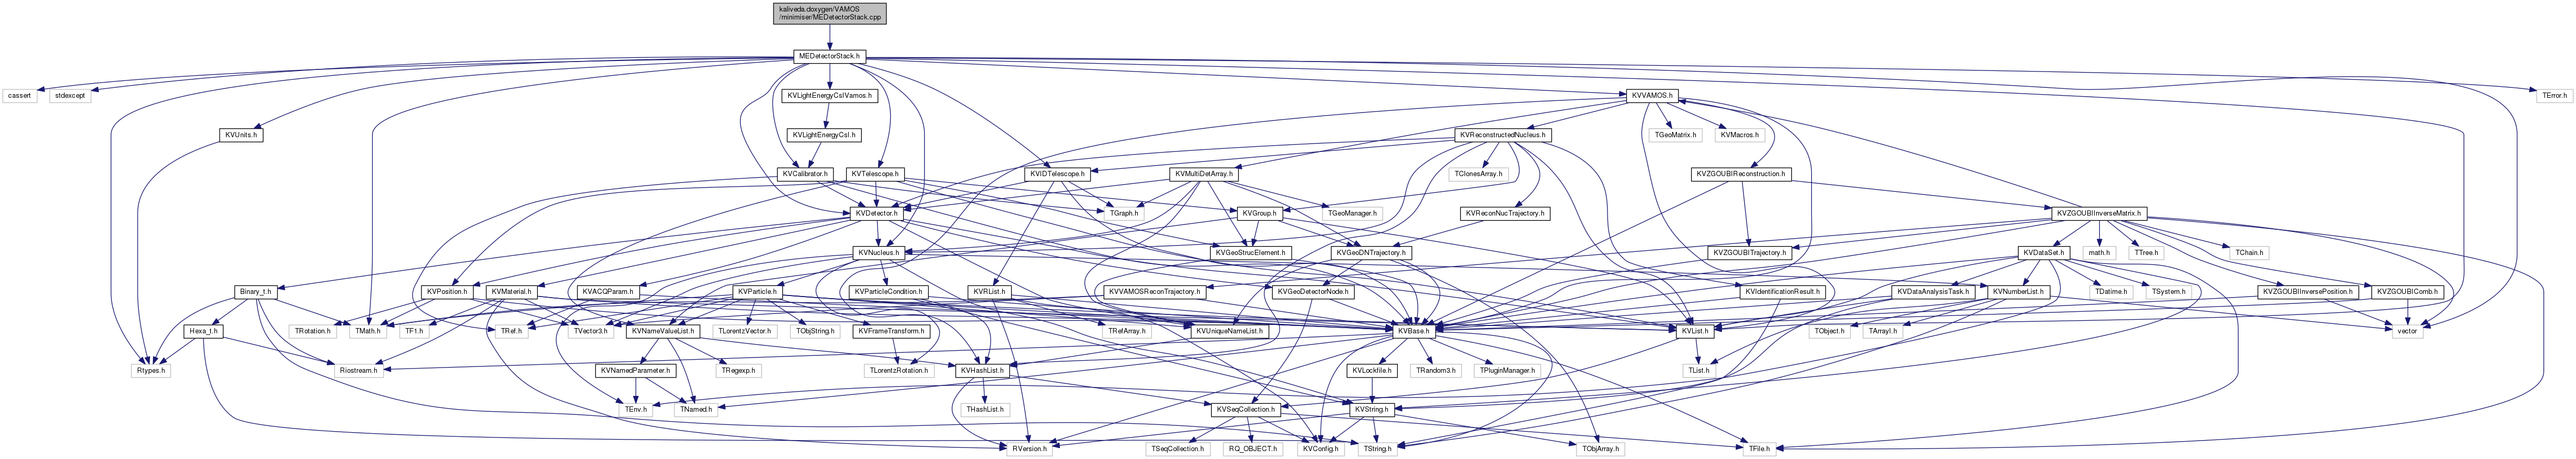 kaliveda.doxygen/VAMOS
/minimiser/MEDetectorStack.cpp
MEDetectorStack.h
cassert
stdexcept
KVLightEnergyCsIVamos.h
KVVAMOS.h
TError.h
KVUnits.h
KVLightEnergyCsI.h
KVReconstructedNucleus.h
TGeoMatrix.h
KVMacros.h
KVCalibrator.h
KVTelescope.h
KVIDTelescope.h
KVMultiDetArray.h
TClonesArray.h
KVZGOUBIReconstruction.h
KVDetector.h
TGraph.h
KVGroup.h
TGeoManager.h
KVReconNucTrajectory.h
KVZGOUBIInverseMatrix.h
KVNucleus.h
KVGeoStrucElement.h
KVGeoDNTrajectory.h
KVZGOUBITrajectory.h
KVDataSet.h
math.h
TTree.h
TChain.h
Binary_t.h
KVPosition.h
KVMaterial.h
KVACQParam.h
KVParticle.h
KVParticleCondition.h
KVRList.h
KVVAMOSReconTrajectory.h
KVGeoDetectorNode.h
KVIdentificationResult.h
KVDataAnalysisTask.h
KVNumberList.h
TDatime.h
TSystem.h
KVZGOUBIInversePosition.h
KVZGOUBIComb.h
Hexa_t.h
TRotation.h
TMath.h
TF1.h
TRef.h
TVector3.h
KVNameValueList.h
TLorentzVector.h
TObjString.h
KVFrameTransform.h
TRefArray.h
KVUniqueNameList.h
KVBase.h
KVList.h
TObject.h
TArrayI.h
vector
Rtypes.h
Riostream.h
KVNamedParameter.h
TRegexp.h
TLorentzRotation.h
KVHashList.h
KVLockfile.h
TRandom3.h
TPluginManager.h
TList.h
TEnv.h
TNamed.h
THashList.h
KVSeqCollection.h
KVString.h
RVersion.h
TSeqCollection.h
RQ_OBJECT.h
KVConfig.h
TString.h
TObjArray.h
TFile.h